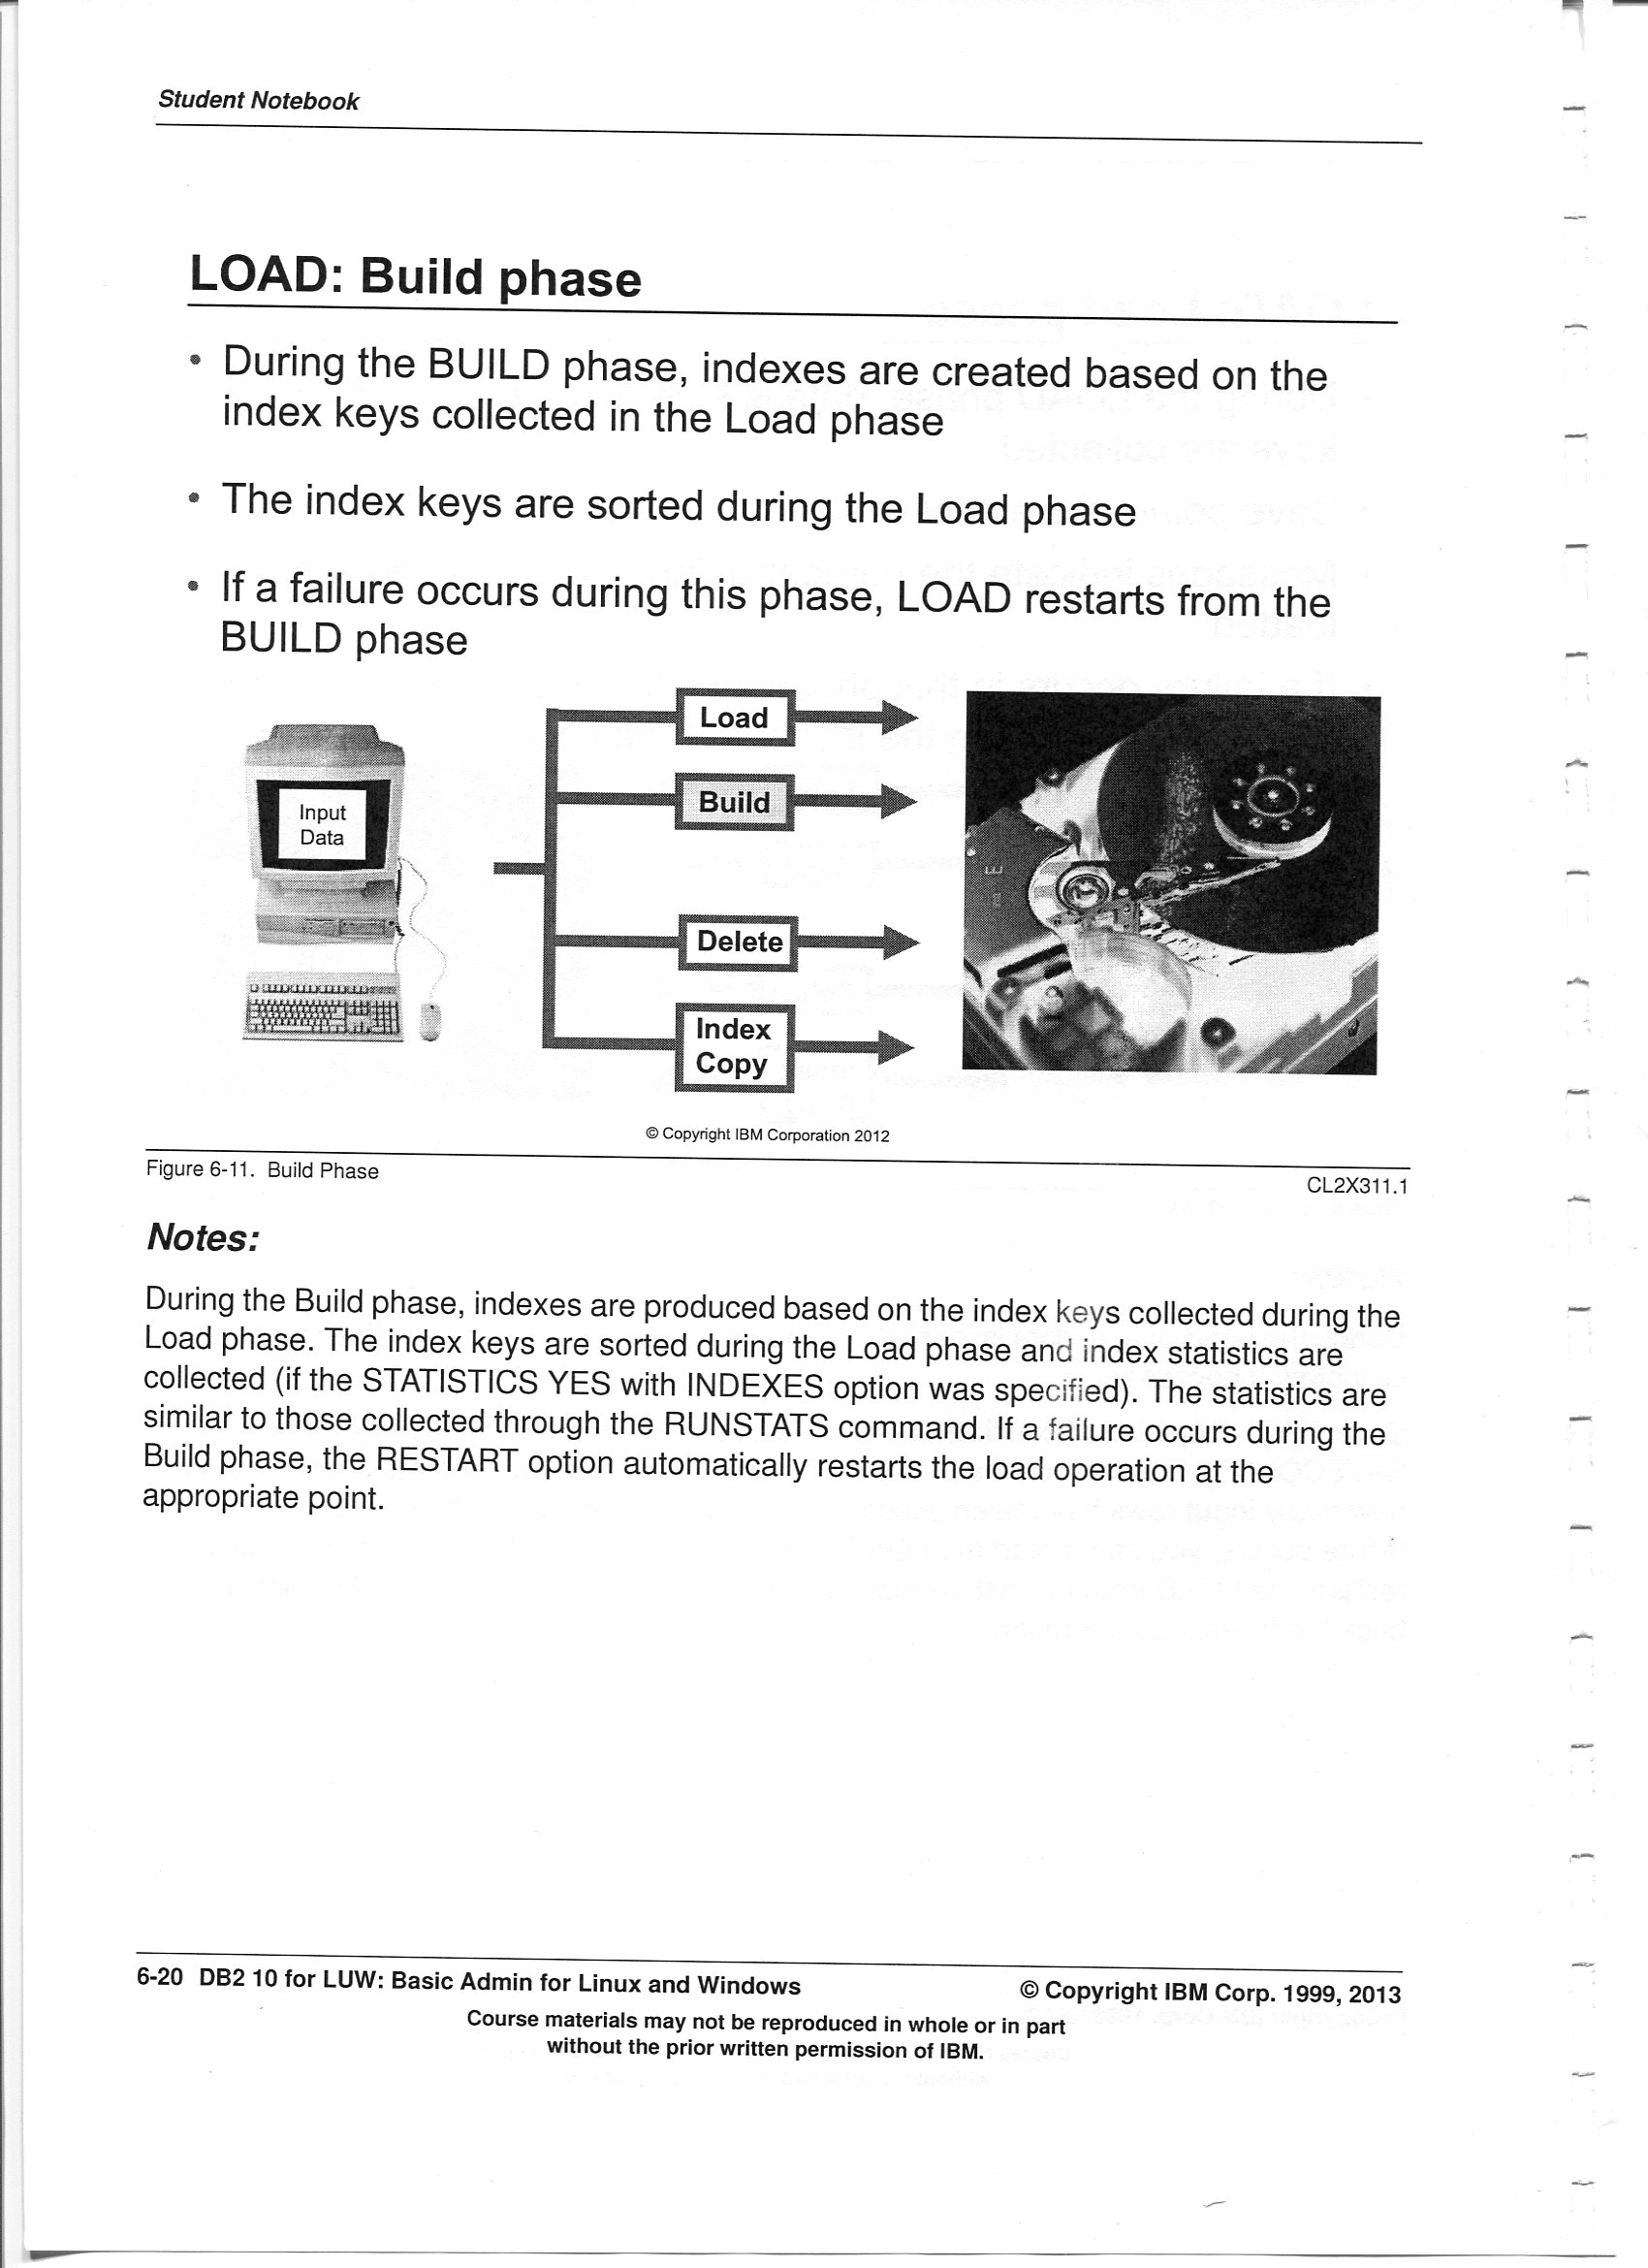 Student Notebook
LOAD: Build phase
• During the BUILD phase, indexes are created based on the
index keys collected in the Load phase
• The index keys are sorted during the Load phase
• If a failure occurs during this phase, LOAD restarts from the
BUILD phase
Input
Data
Load
Build
Delete
Index
Copy
© Copyright IBM Corporation 2012
Figure 6-11. Build Phase
CL2X311.1
Notes:
During the Build phase, indexes are produced based on the index keys collected during the
Load phase. The index keys are sorted during the Load phase and index statistics are
collected (if the STATISTICS YES with INDEXES option was specified). The statistics are
similar to those collected through the RUNSTATS command. If a failure occurs during the
Build phase, the RESTART option automatically restarts the load operation at the
appropriate point.
6-20 DB2 10 for LUW: Basic Admin for Linux and Windows
© Copyright IBM Corp. 1999, 2013
Course materials may not be reproduced in whole or in part
without the prior written permission of IBM.